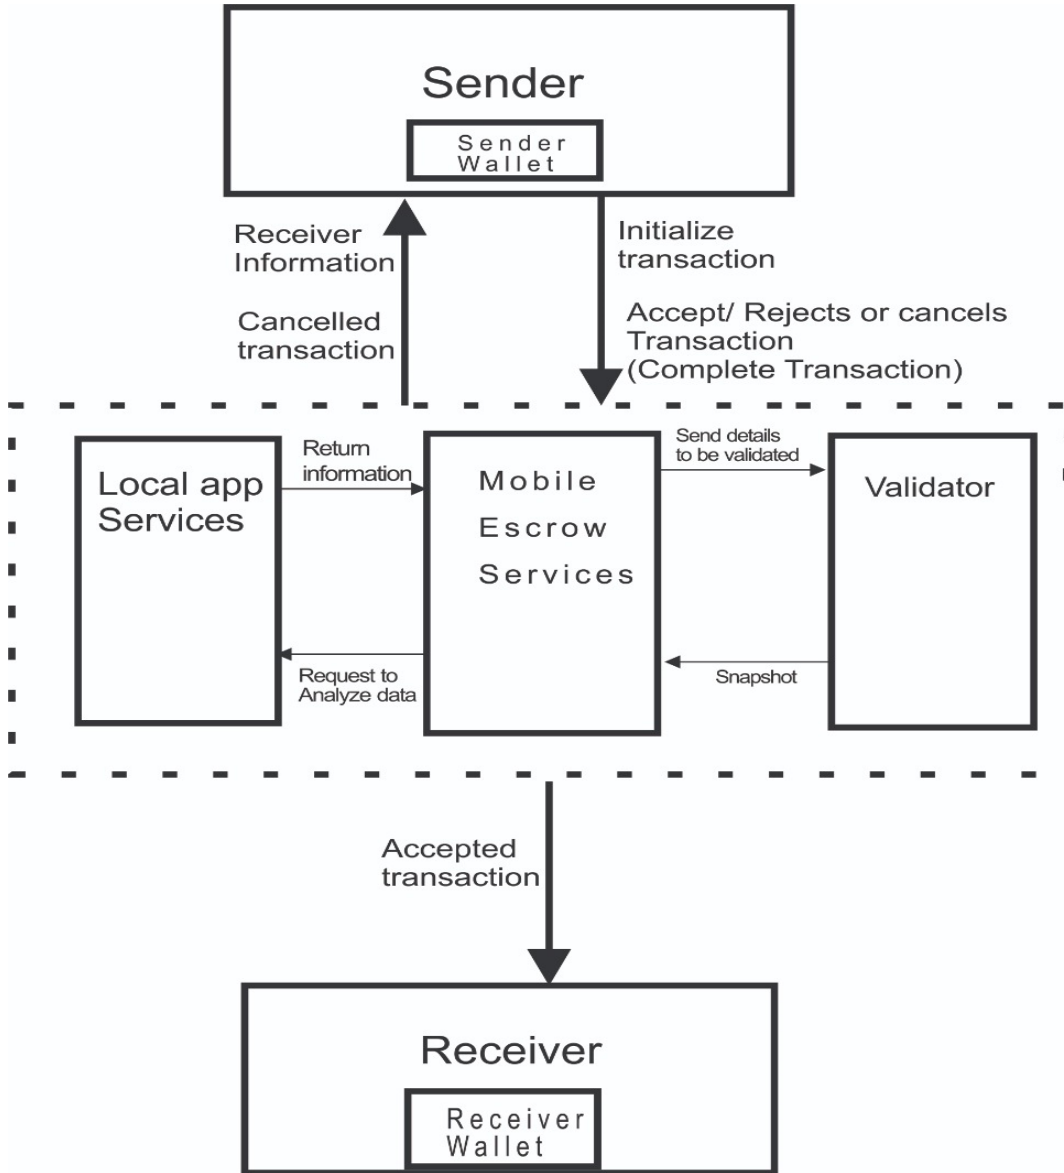 Sender
Sender
Wallet
Receiver
Information
Cancelled
transaction
Initialize
transaction
Accept/ Rejects or cancels
Transaction
(Complete Transaction)
Local app
Services
Return
information
Request to
Analyze data
Mobile
Escrow
Services
Send details
to be validated
Snapshot
Validator
Accepted
transaction
Receiver
Receiver
Wallet